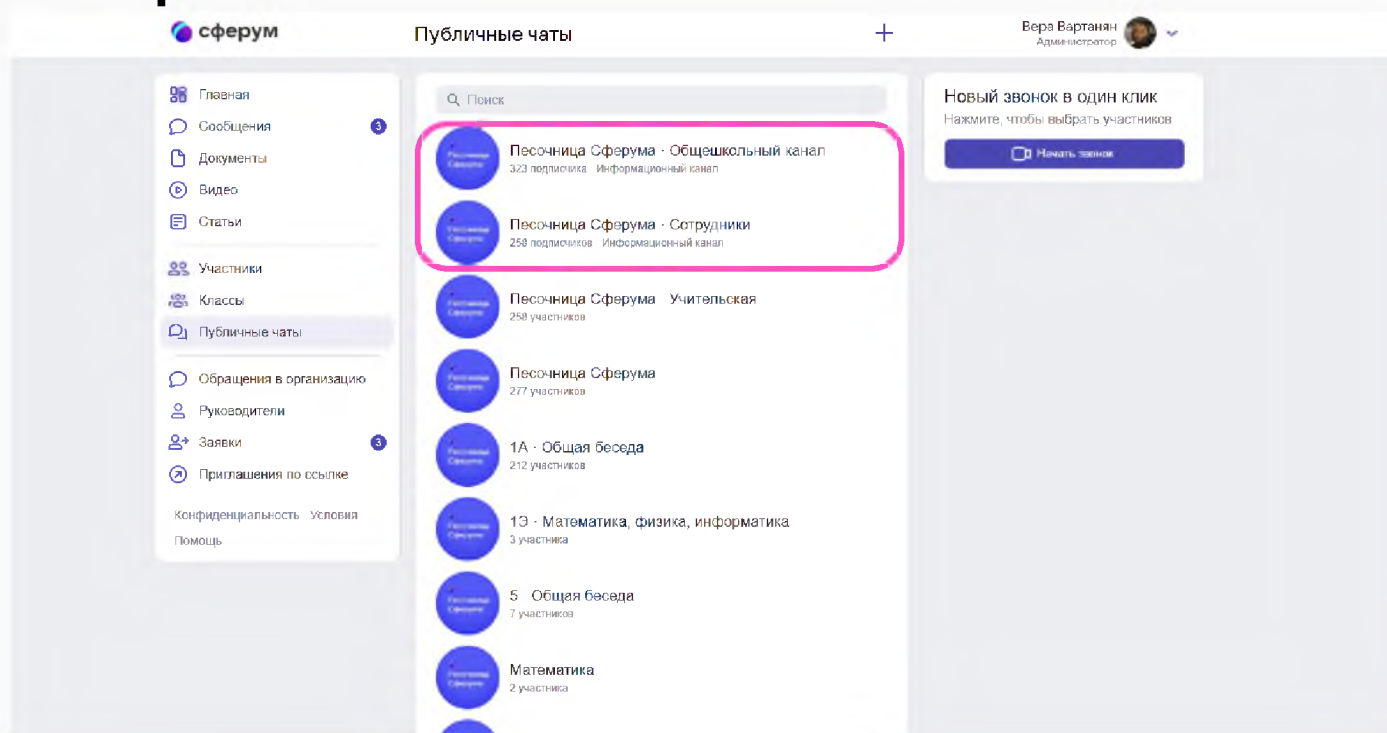 сферум
Публичные чаты
Вера Вартанян
Администратор
Главная
Сообщения 3
Документы
Видео
Статьи
Участники
Классы
Публичные чаты
Обращения в организацию
Руководители
Заявки 3
Приглашения по ссылке
Конфиденциальность Условия
Помощь
Поиск
Песочница Сферума · Общешкольный канал
323 подписчика Информационный канал
Песочница Сферума · Сотрудники
258 подписчиков Информационный канал
Песочница Сферума Учительская
258 участников
Песочница Сферума
277 участников
1А · Общая беседа
212 участников
1Э · Математика, физика, информатика
3 участника
5 Общая беседа
7 участников
Математика
2 участника
Новый звонок в один клик
Нажмите, чтобы выбрать участников
Начать звонок